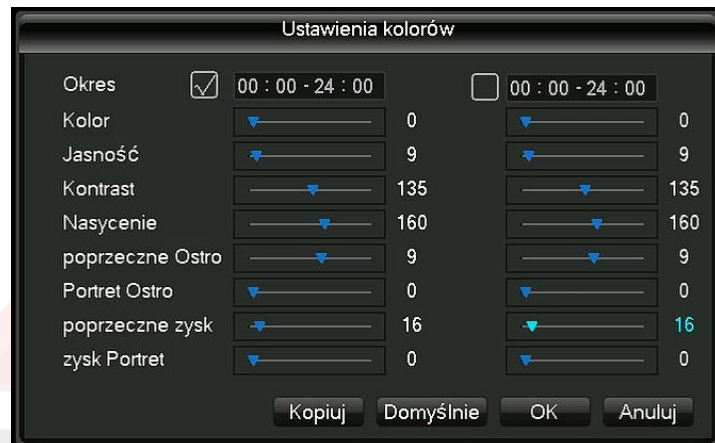 Ustawienia kolorów
Okres 00 : 00 - 24 : 00 00 : 00 - 24 : 00
Kolor 0 0
Jasność 9 9
Kontrast 135 135
Nasycenie 160 160
poprzeczne Ostro 9 9
Portret Ostro 0 0
poprzeczne zysk 16 16
zysk Portret 0 0
Kopiuj Domyślnie OK Anuluj